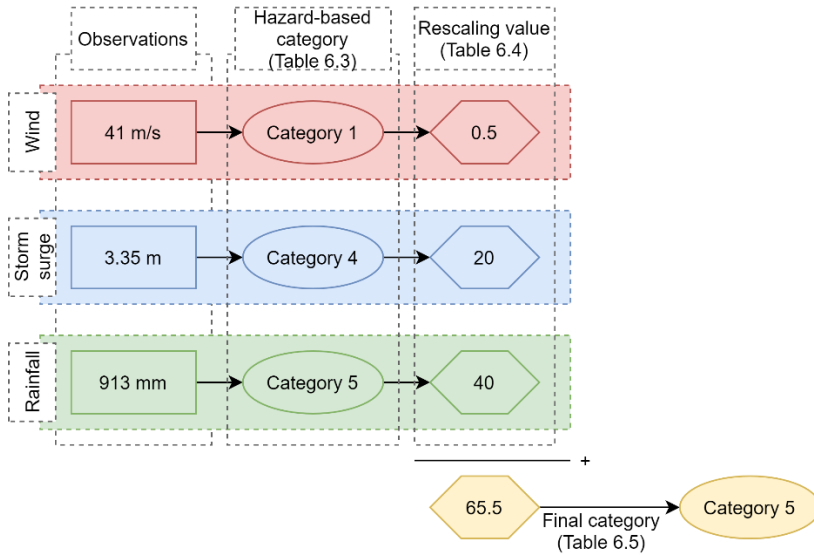 Observations
Hazard-based
category
(Table 6.3)
Rescaling value
(Table 6.4)
Wind
41 m/s
Category 1
0.5
Storm
surge
3.35 m
Category 4
20
Rainfall
913 mm
Category 5
40
+
65.5
Final category
(Table 6.5)
Category 5